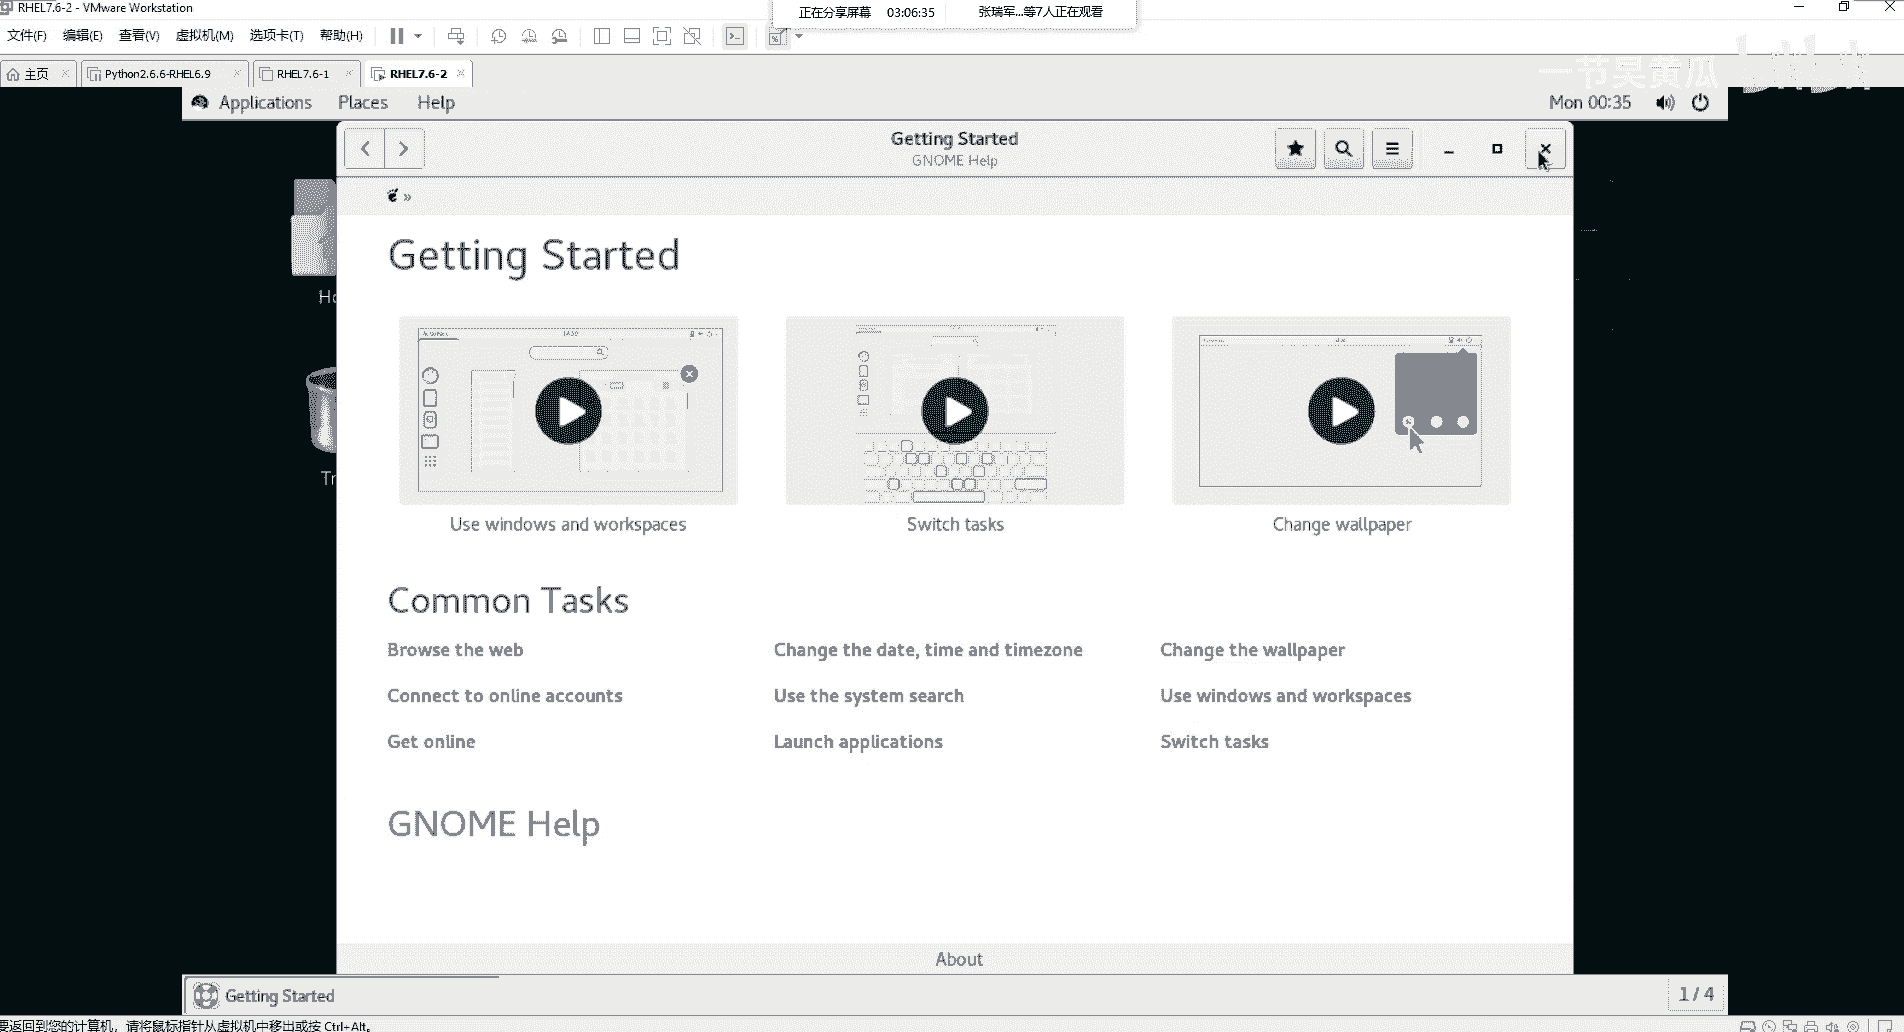 RHEL7.6-2 - VMware Workstation
正在分享屏幕 03:06:35 张瑞军...等7人正在观看
文件(F) 编辑(E) 查看(V) 虚拟机(M) 选项卡(T) 帮助(H)
主页 Python2.6.6-RHEL6.9 RHEL7.6-1 RHEL7.6-2
一节吴黄瓜 bilibili
Applications Places Help Mon 00:35
Getting Started
GNOME Help
»
Getting Started
Use windows and workspaces Switch tasks Change wallpaper
Common Tasks
Browse the web Change the date, time and timezone Change the wallpaper
Connect to online accounts Use the system search Use windows and workspaces
Get online Launch applications Switch tasks
GNOME Help
About
Getting Started 1 / 4
要返回到您的计算机，请将鼠标指针从虚拟机中移出或按 Ctrl+Alt。